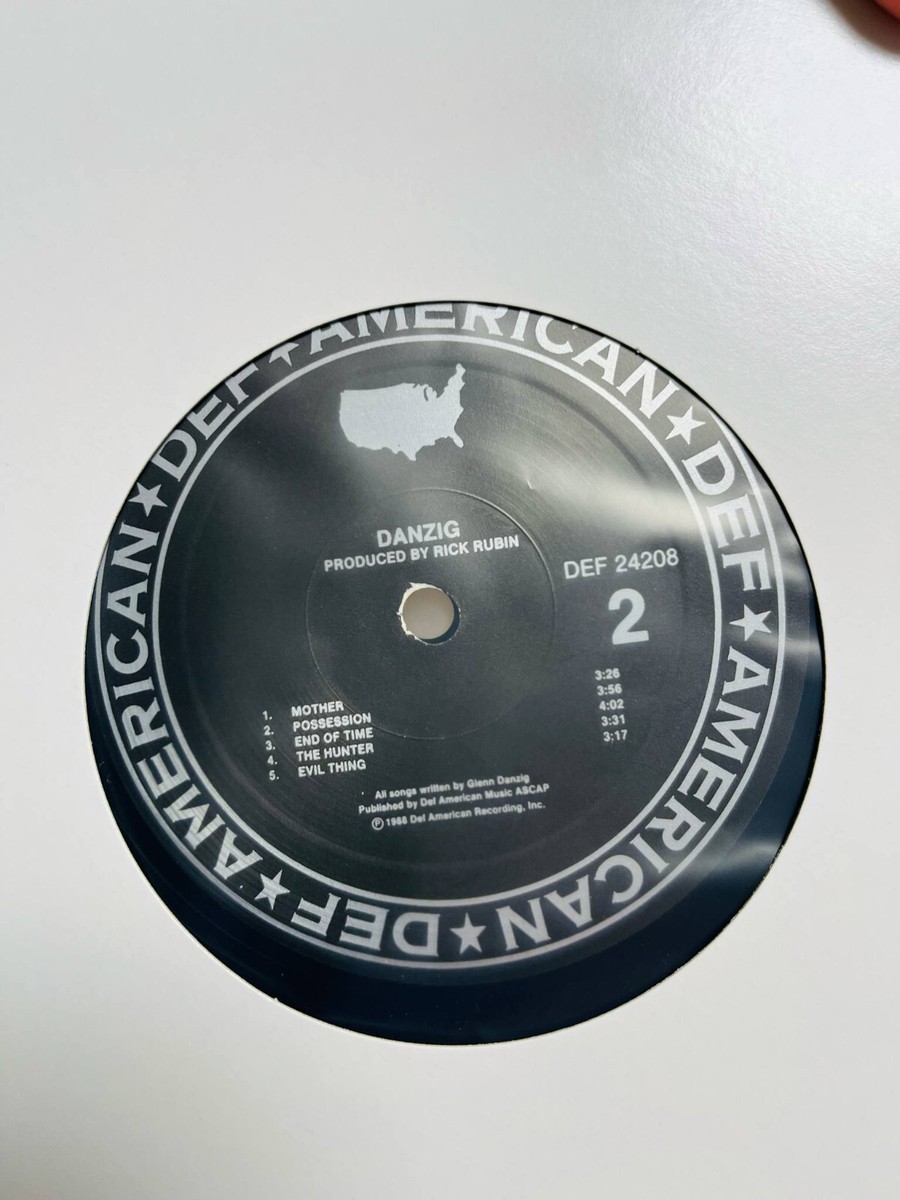 DEF ★ AMERICAN ★ DEF ★ AMERICAN ★ DEF ★ AMERICAN ★
DANZIG
PRODUCED BY RICK RUBIN
DEF 24208
2
1. MOTHER 3:26
2. POSSESSION 3:56
3. END OF TIME 4:02
4. THE HUNTER 3:31
5. EVIL THING 3:17
All songs written by Glenn Danzig
Published by Def American Music ASCAP
Ⓟ 1988 Def American Recording, Inc.